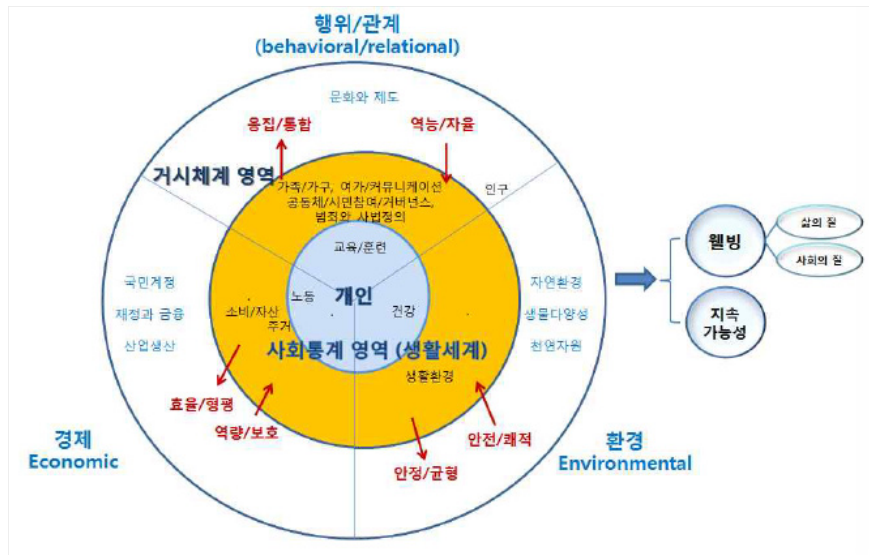 행위/관계
(behavioral/relational)
문화와 제도
응집/통합
역능/자율
거시체계 영역
가족/가구, 여가/커뮤니케이션
공동체/시민참여/거버넌스,
범죄와 사법정의
인구
교육/훈련
국민계정
재정과 금융
산업생산
소비/자산
주거
노동
개인
건강
자연환경
생물다양성
천연자원
사회통계 영역 (생활세계)
생활환경
효율/형평
역량/보호
안전/쾌적
안정/균형
경제
Economic
환경
Environmental
웰빙
삶의 질
사회의 질
지속
가능성